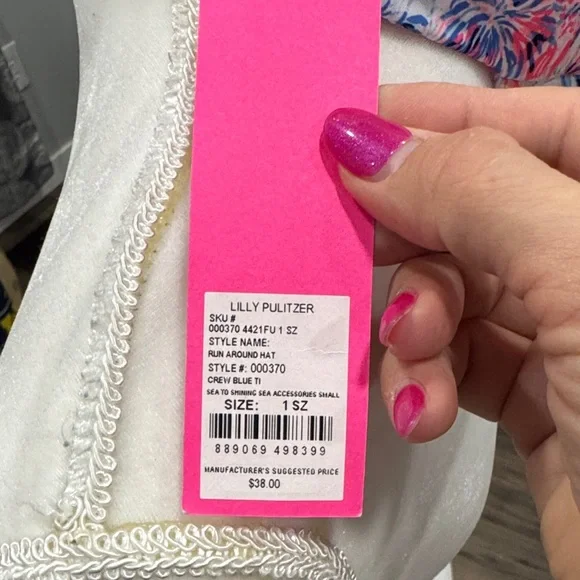 LILLY PULITZER
SKU #
000370 4421FU 1 SZ
STYLE NAME:
RUN AROUND HAT
STYLE #: 000370
CREW BLUE TI
SEA TO SHINING SEA ACCESSORIES SMALL
SIZE: 1 SZ
889069 498399
MANUFACTURER'S SUGGESTED PRICE
$38.00